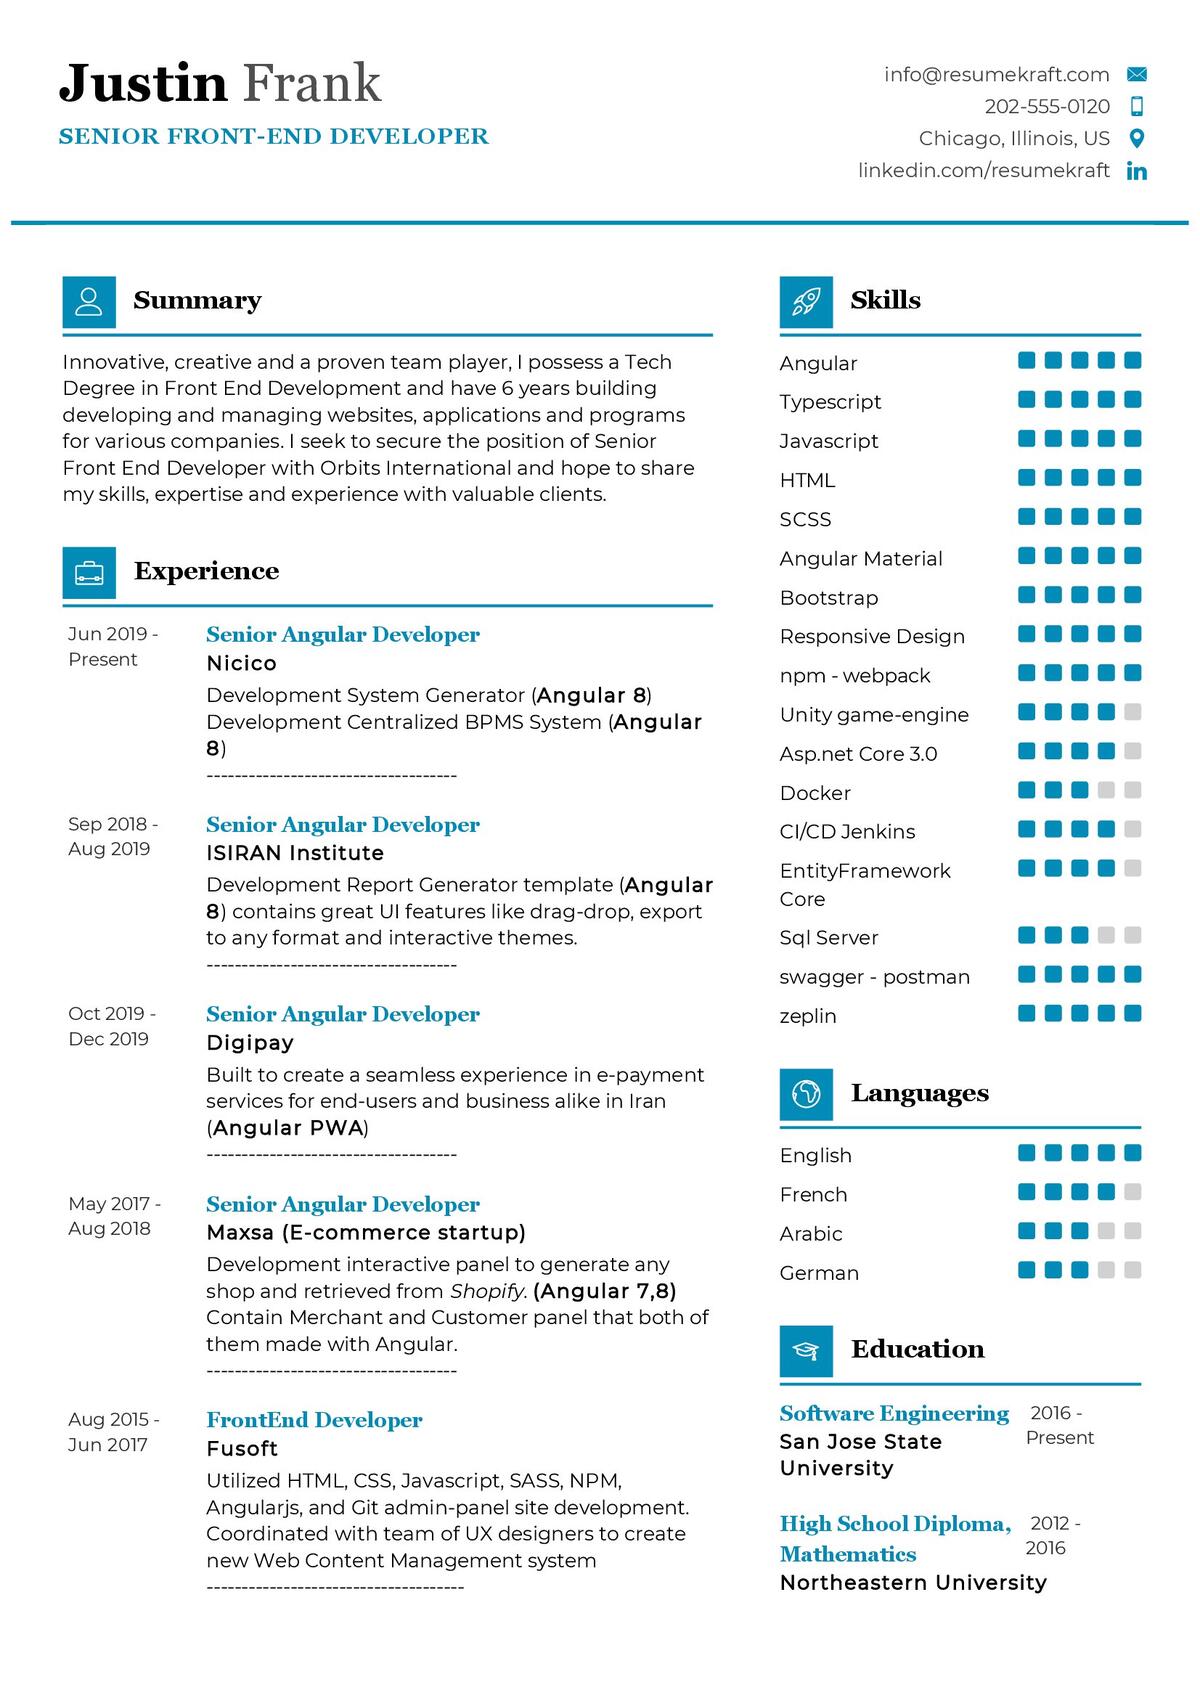 Justin Frank
SENIOR FRONT-END DEVELOPER
info@resumekraft.com
202-555-0120
Chicago, Illinois, US
linkedin.com/resumekraft
Summary
Innovative, creative and a proven team player, I possess a Tech
Degree in Front End Development and have 6 years building
developing and managing websites, applications and programs
for various companies. I seek to secure the position of Senior
Front End Developer with Orbits International and hope to share
my skills, expertise and experience with valuable clients.
Experience
Jun 2019 -
Present
Senior Angular Developer
Nicico
Development System Generator (Angular 8)
Development Centralized BPMS System (Angular
8)
------------------------------------
Sep 2018 -
Aug 2019
Senior Angular Developer
ISIRAN Institute
Development Report Generator template (Angular
8) contains great UI features like drag-drop, export
to any format and interactive themes.
------------------------------------
Oct 2019 -
Dec 2019
Senior Angular Developer
Digipay
Built to create a seamless experience in e-payment
services for end-users and business alike in Iran
(Angular PWA)
------------------------------------
May 2017 -
Aug 2018
Senior Angular Developer
Maxsa (E-commerce startup)
Development interactive panel to generate any
shop and retrieved from Shopify. (Angular 7,8)
Contain Merchant and Customer panel that both of
them made with Angular.
------------------------------------
Aug 2015 -
Jun 2017
FrontEnd Developer
Fusoft
Utilized HTML, CSS, Javascript, SASS, NPM,
Angularjs, and Git admin-panel site development.
Coordinated with team of UX designers to create
new Web Content Management system
-------------------------------------
Skills
Angular
Typescript
Javascript
HTML
SCSS
Angular Material
Bootstrap
Responsive Design
npm - webpack
Unity game-engine
Asp.net Core 3.0
Docker
CI/CD Jenkins
EntityFramework
Core
Sql Server
swagger - postman
zeplin
Languages
English
French
Arabic
German
Education
Software Engineering
San Jose State
University
2016 -
Present
High School Diploma,
Mathematics
Northeastern University
2012 -
2016